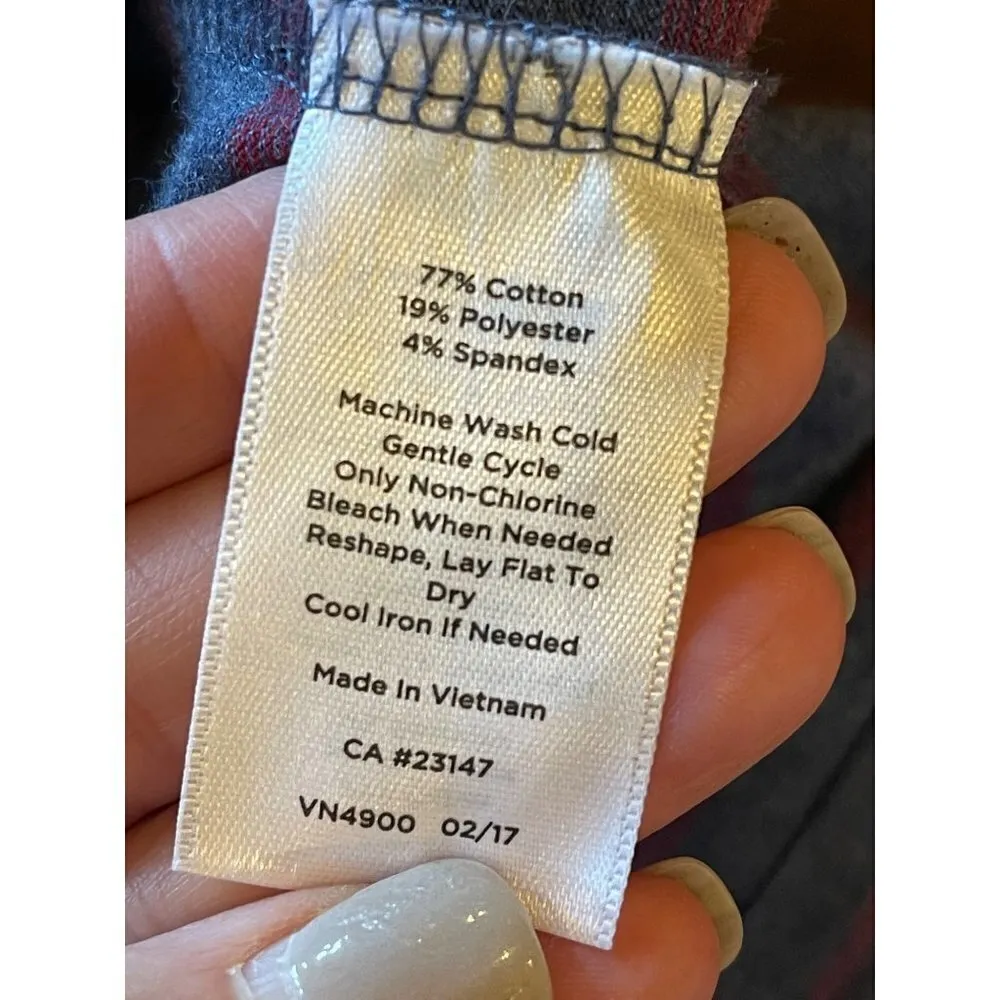 77% Cotton
19% Polyester
4% Spandex
Machine Wash Cold
Gentle Cycle
Only Non-Chlorine
Bleach When Needed
Reshape, Lay Flat To
Dry
Cool Iron If Needed
Made In Vietnam
CA #23147
VN4900 02/17